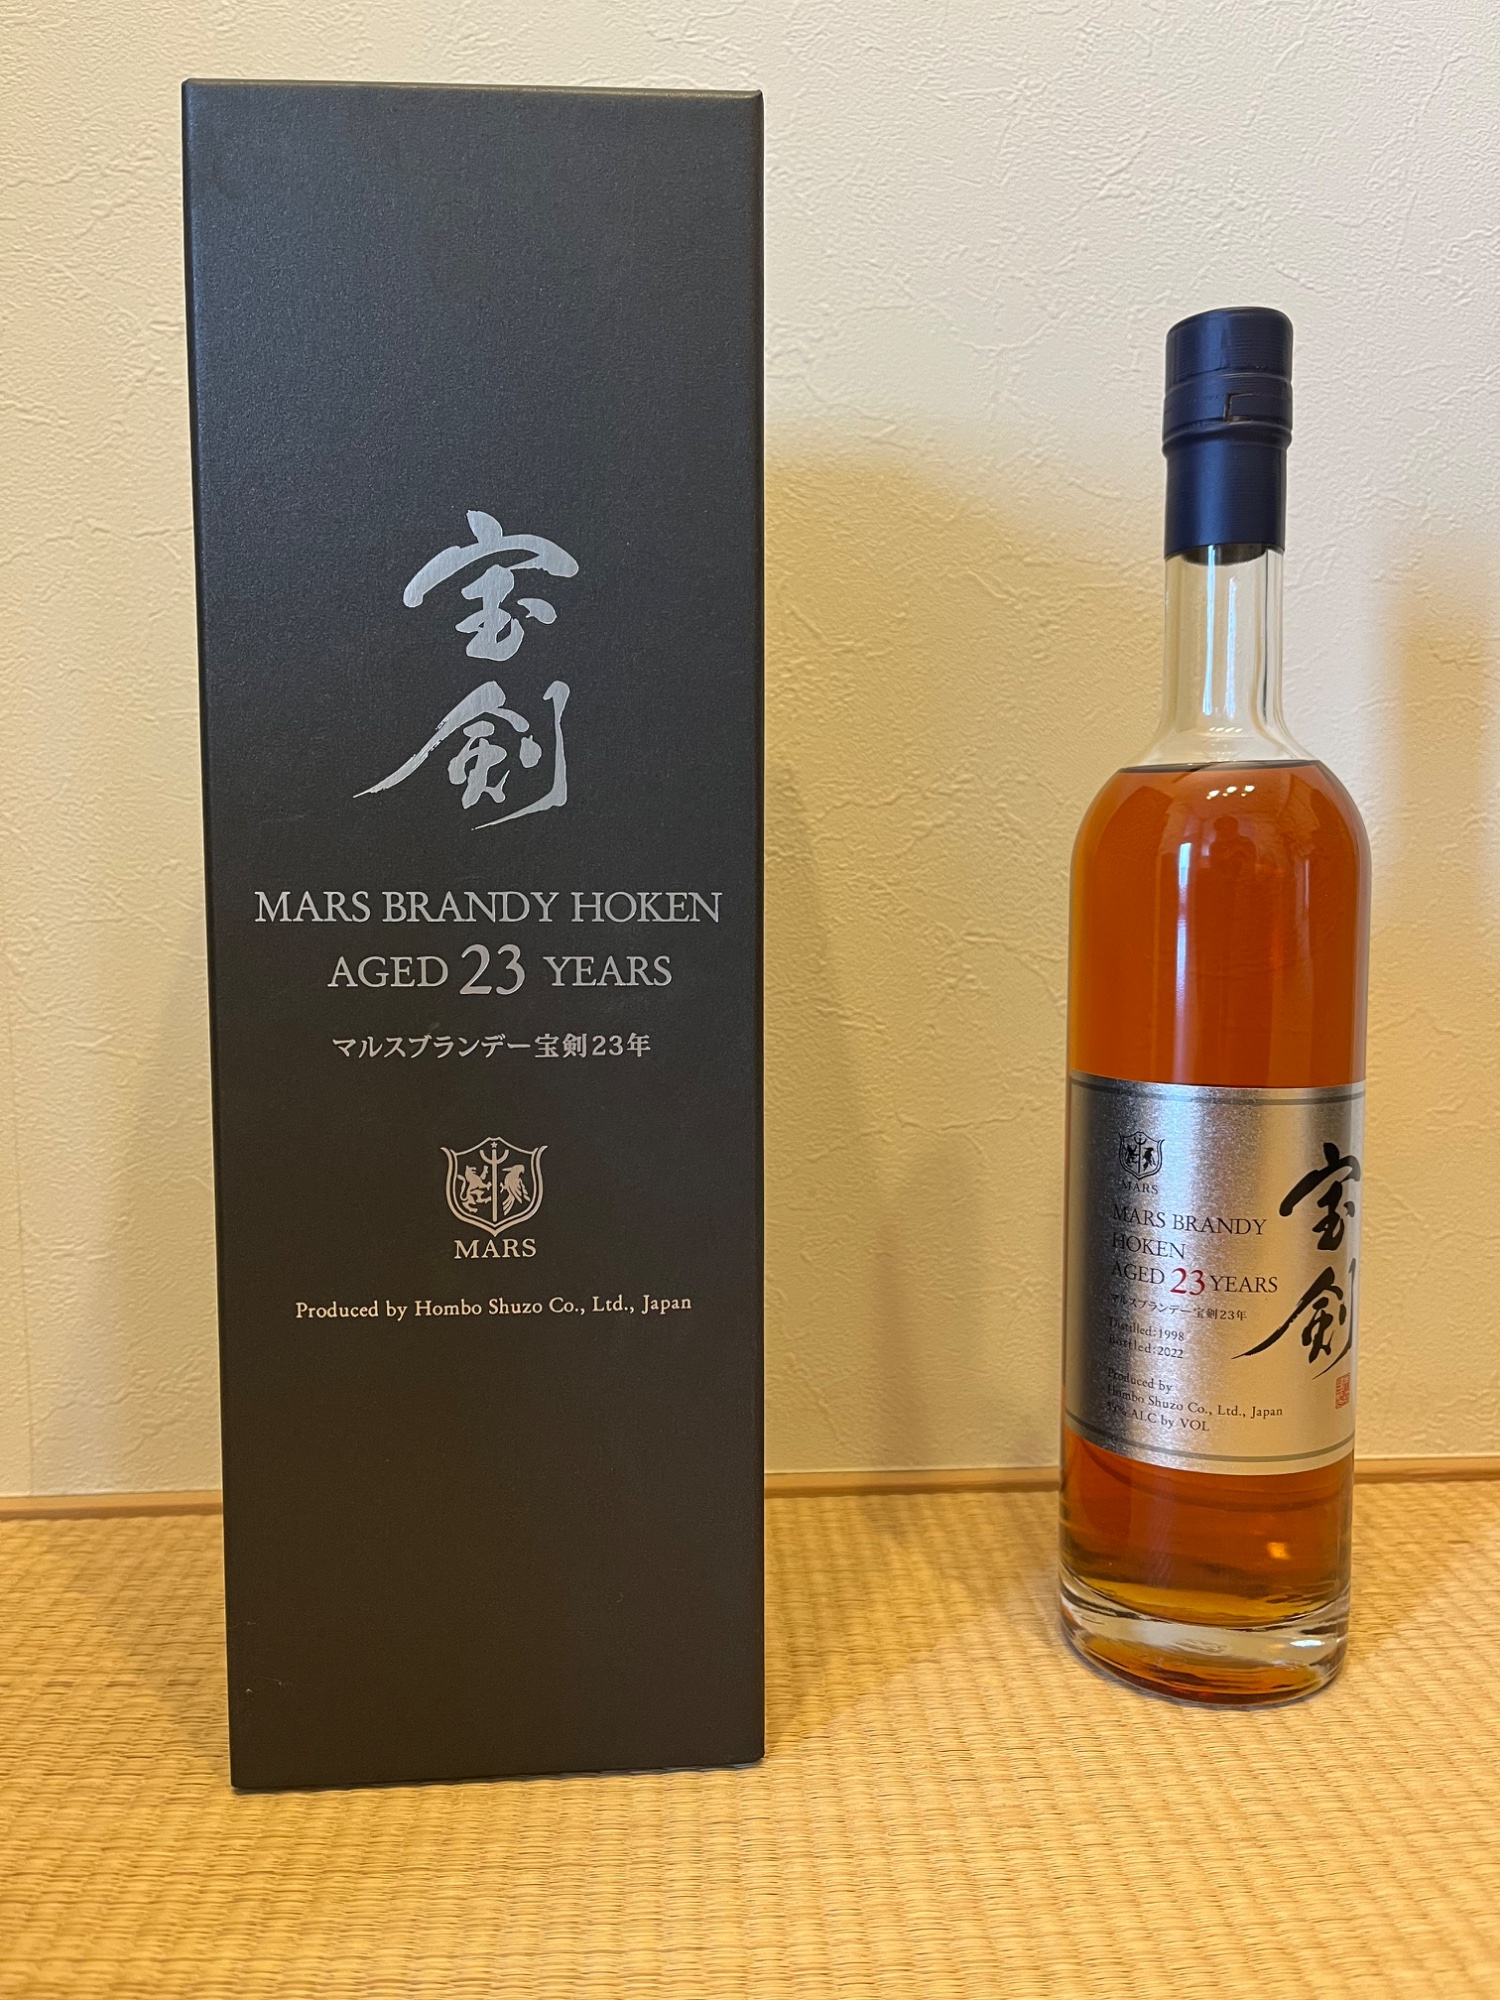 宝剣
MARS BRANDY HOKEN
AGED 23 YEARS
マルスブランデー宝剣23年
MARS
Produced by Hombo Shuzo Co., Ltd., Japan
MARS
MARS BRANDY
HOKEN
AGED 23 YEARS
マルスブランデー宝剣23年
Distilled:1998
Bottled:2022
Produced by
Hombo Shuzo Co., Ltd., Japan
ALC by VOL
宝剣